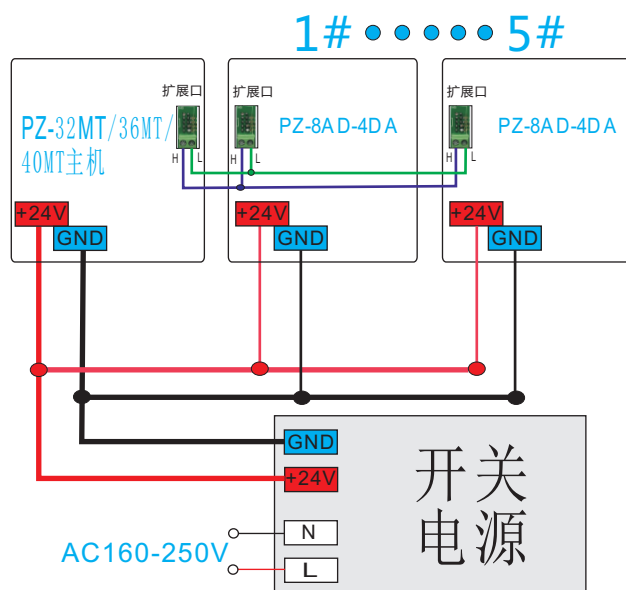 1# 5#
扩展口
扩展口
扩展口
PZ-32MT/36MT/
40MT主机
PZ-8AD-4DA
PZ-8AD-4DA
H L
H L
H L
+24V
GND
+24V
GND
+24V
GND
GND
+24V
N
L
AC160-250V
开关
电源